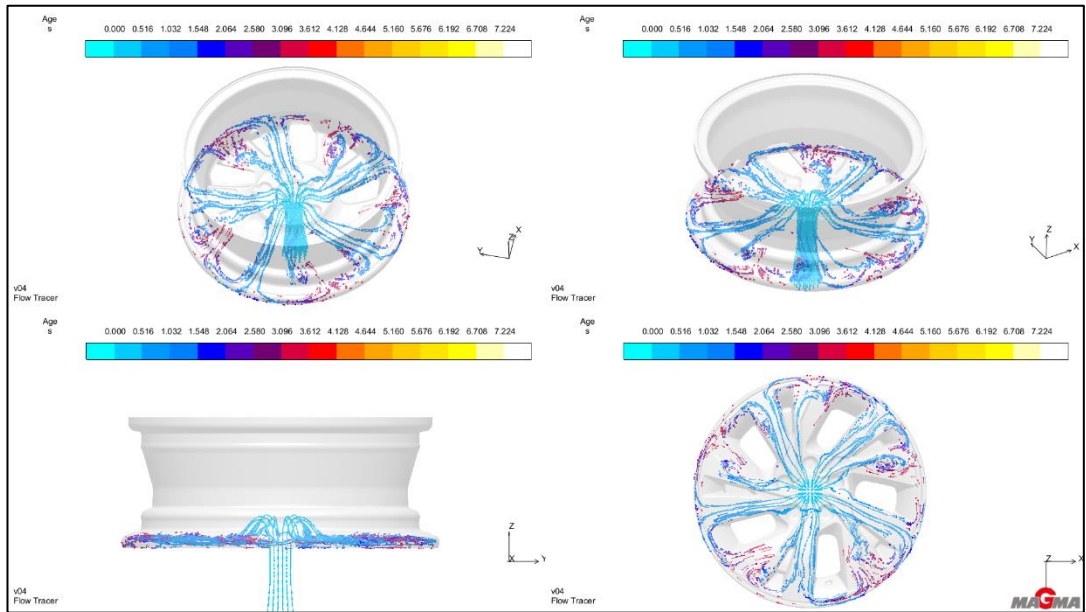 Age
s
0.000 0.516 1.032 1.548 2.064 2.580 3.096 3.612 4.128 4.644 5.160 5.676 6.192 6.708 7.224
Y
Z
X
v04
Flow Tracer
Age
s
0.000 0.516 1.032 1.548 2.064 2.580 3.096 3.612 4.128 4.644 5.160 5.676 6.192 6.708 7.224
Z
Y
X
v04
Flow Tracer
Age
s
0.000 0.516 1.032 1.548 2.064 2.580 3.096 3.612 4.128 4.644 5.160 5.676 6.192 6.708 7.224
Z
X
Y
v04
Flow Tracer
Age
s
0.000 0.516 1.032 1.548 2.064 2.580 3.096 3.612 4.128 4.644 5.160 5.676 6.192 6.708 7.224
Z
X
v04
Flow Tracer
MAGMA